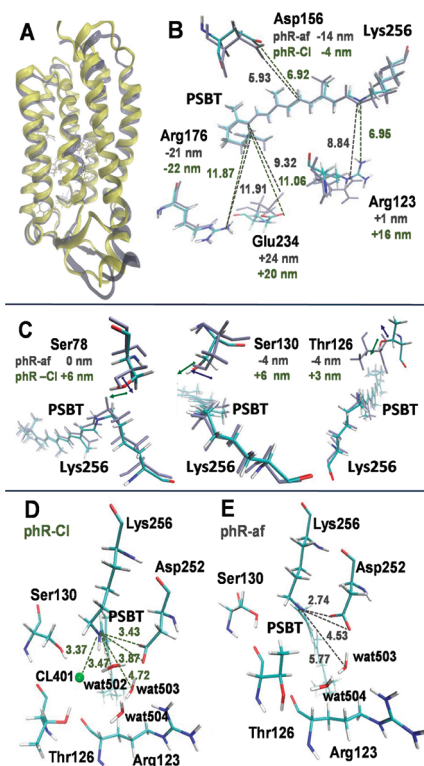 A
B
Asp156
phR-af -14 nm
phR-Cl -4 nm
Lys256
5.93
6.92
PSBT
Arg176
-21 nm
-22 nm
11.87
11.91
9.32
11.06
8.84
6.95
Arg123
+1 nm
+16 nm
Glu234
+24 nm
+20 nm
C
Ser78
phR-af 0 nm
phR –Cl +6 nm
PSBT
Lys256
Ser130
-4 nm
+6 nm
PSBT
Lys256
Thr126
-4 nm
+3 nm
PSBT
Lys256
D
phR-Cl
Lys256
Ser130
Asp252
PSBT
3.43
3.37
3.47
3.87
4.72
CL401
wat502
wat503
wat504
Thr126
Arg123
E
phR-af
Lys256
Asp252
Ser130
2.74
PSBT
4.53
5.77
wat503
wat504
Thr126
Arg123